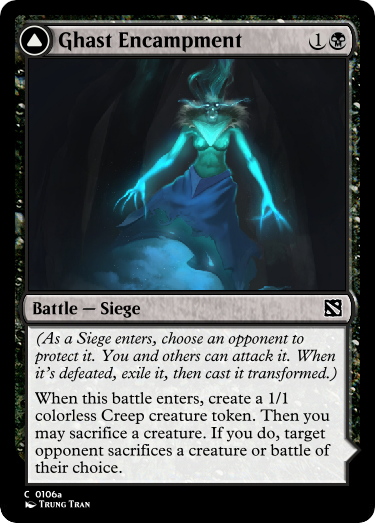 Ghast Encampment 1
Battle — Siege
(As a Siege enters, choose an opponent to
protect it. You and others can attack it. When
it's defeated, exile it, then cast it transformed.)
When this battle enters, create a 1/1
colorless Creep creature token. Then you
may sacrifice a creature. If you do, target
opponent sacrifices a creature or battle of
their choice.
C 0106a
Trung Tran